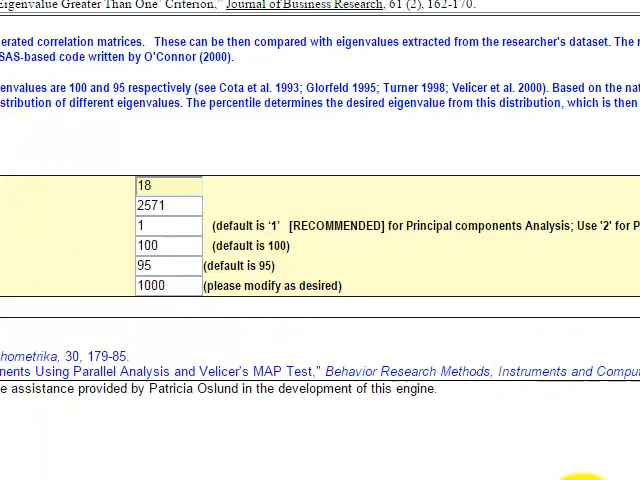 Eigenvalue Greater Than One' Criterion," Journal of Business Research, 61 (2), 162-170.
erated correlation matrices. These can be then compared with eigenvalues extracted from the researcher's dataset. The
SAS-based code written by O'Connor (2000).
envalues are 100 and 95 respectively (see Cota et al. 1993; Glorfeld 1995; Turner 1998; Velicer et al. 2000). Based on the nat
stribution of different eigenvalues. The percentile determines the desired eigenvalue from this distribution, which is then
18
2571
1 (default is ‘1’ [RECOMMENDED] for Principal components Analysis; Use '2' for P
100 (default is 100)
95 (default is 95)
1000 (please modify as desired)
chometrika, 30, 179-85.
nents Using Parallel Analysis and Velicer's MAP Test," Behavior Research Methods, Instruments and Comput
e assistance provided by Patricia Oslund in the development of this engine.